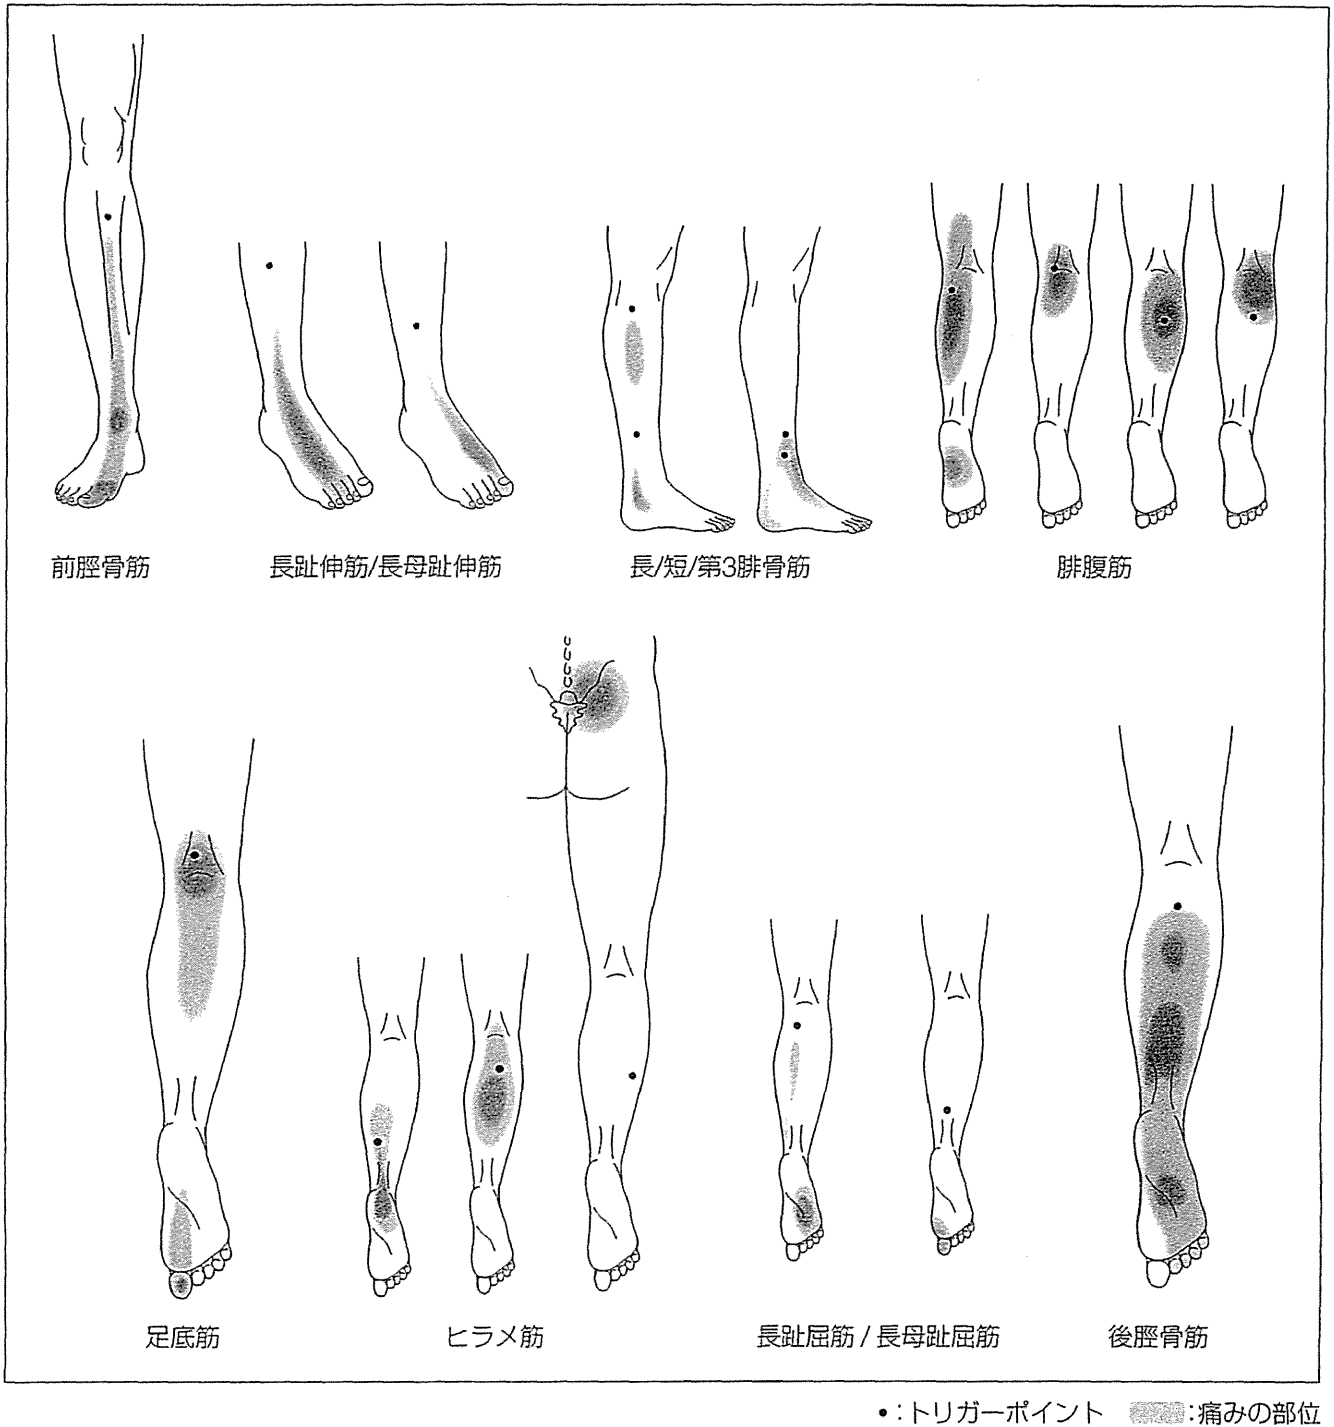 前脛骨筋
長趾伸筋/長母趾伸筋
長/短/第3腓骨筋
腓腹筋
足底筋
ヒラメ筋
長趾屈筋/長母趾屈筋
後脛骨筋
•:トリガーポイント :痛みの部位